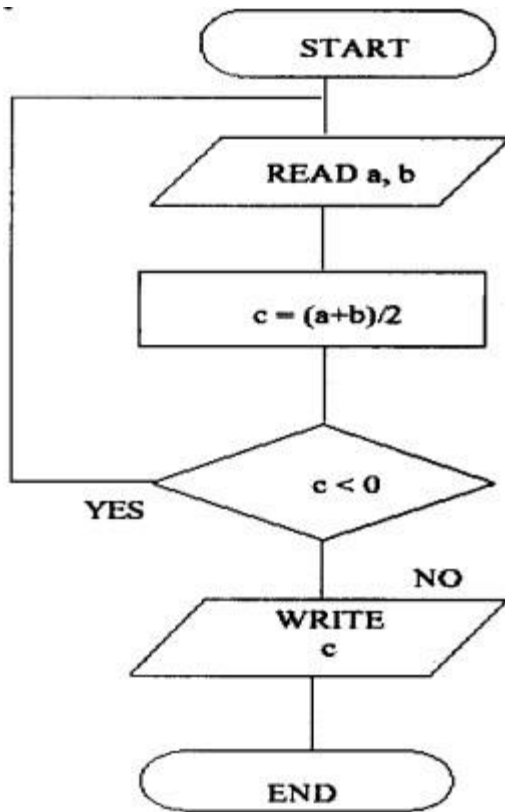 START
READ a, b
c = (a+b)/2
c < 0
YES
NO
WRITE
c
END